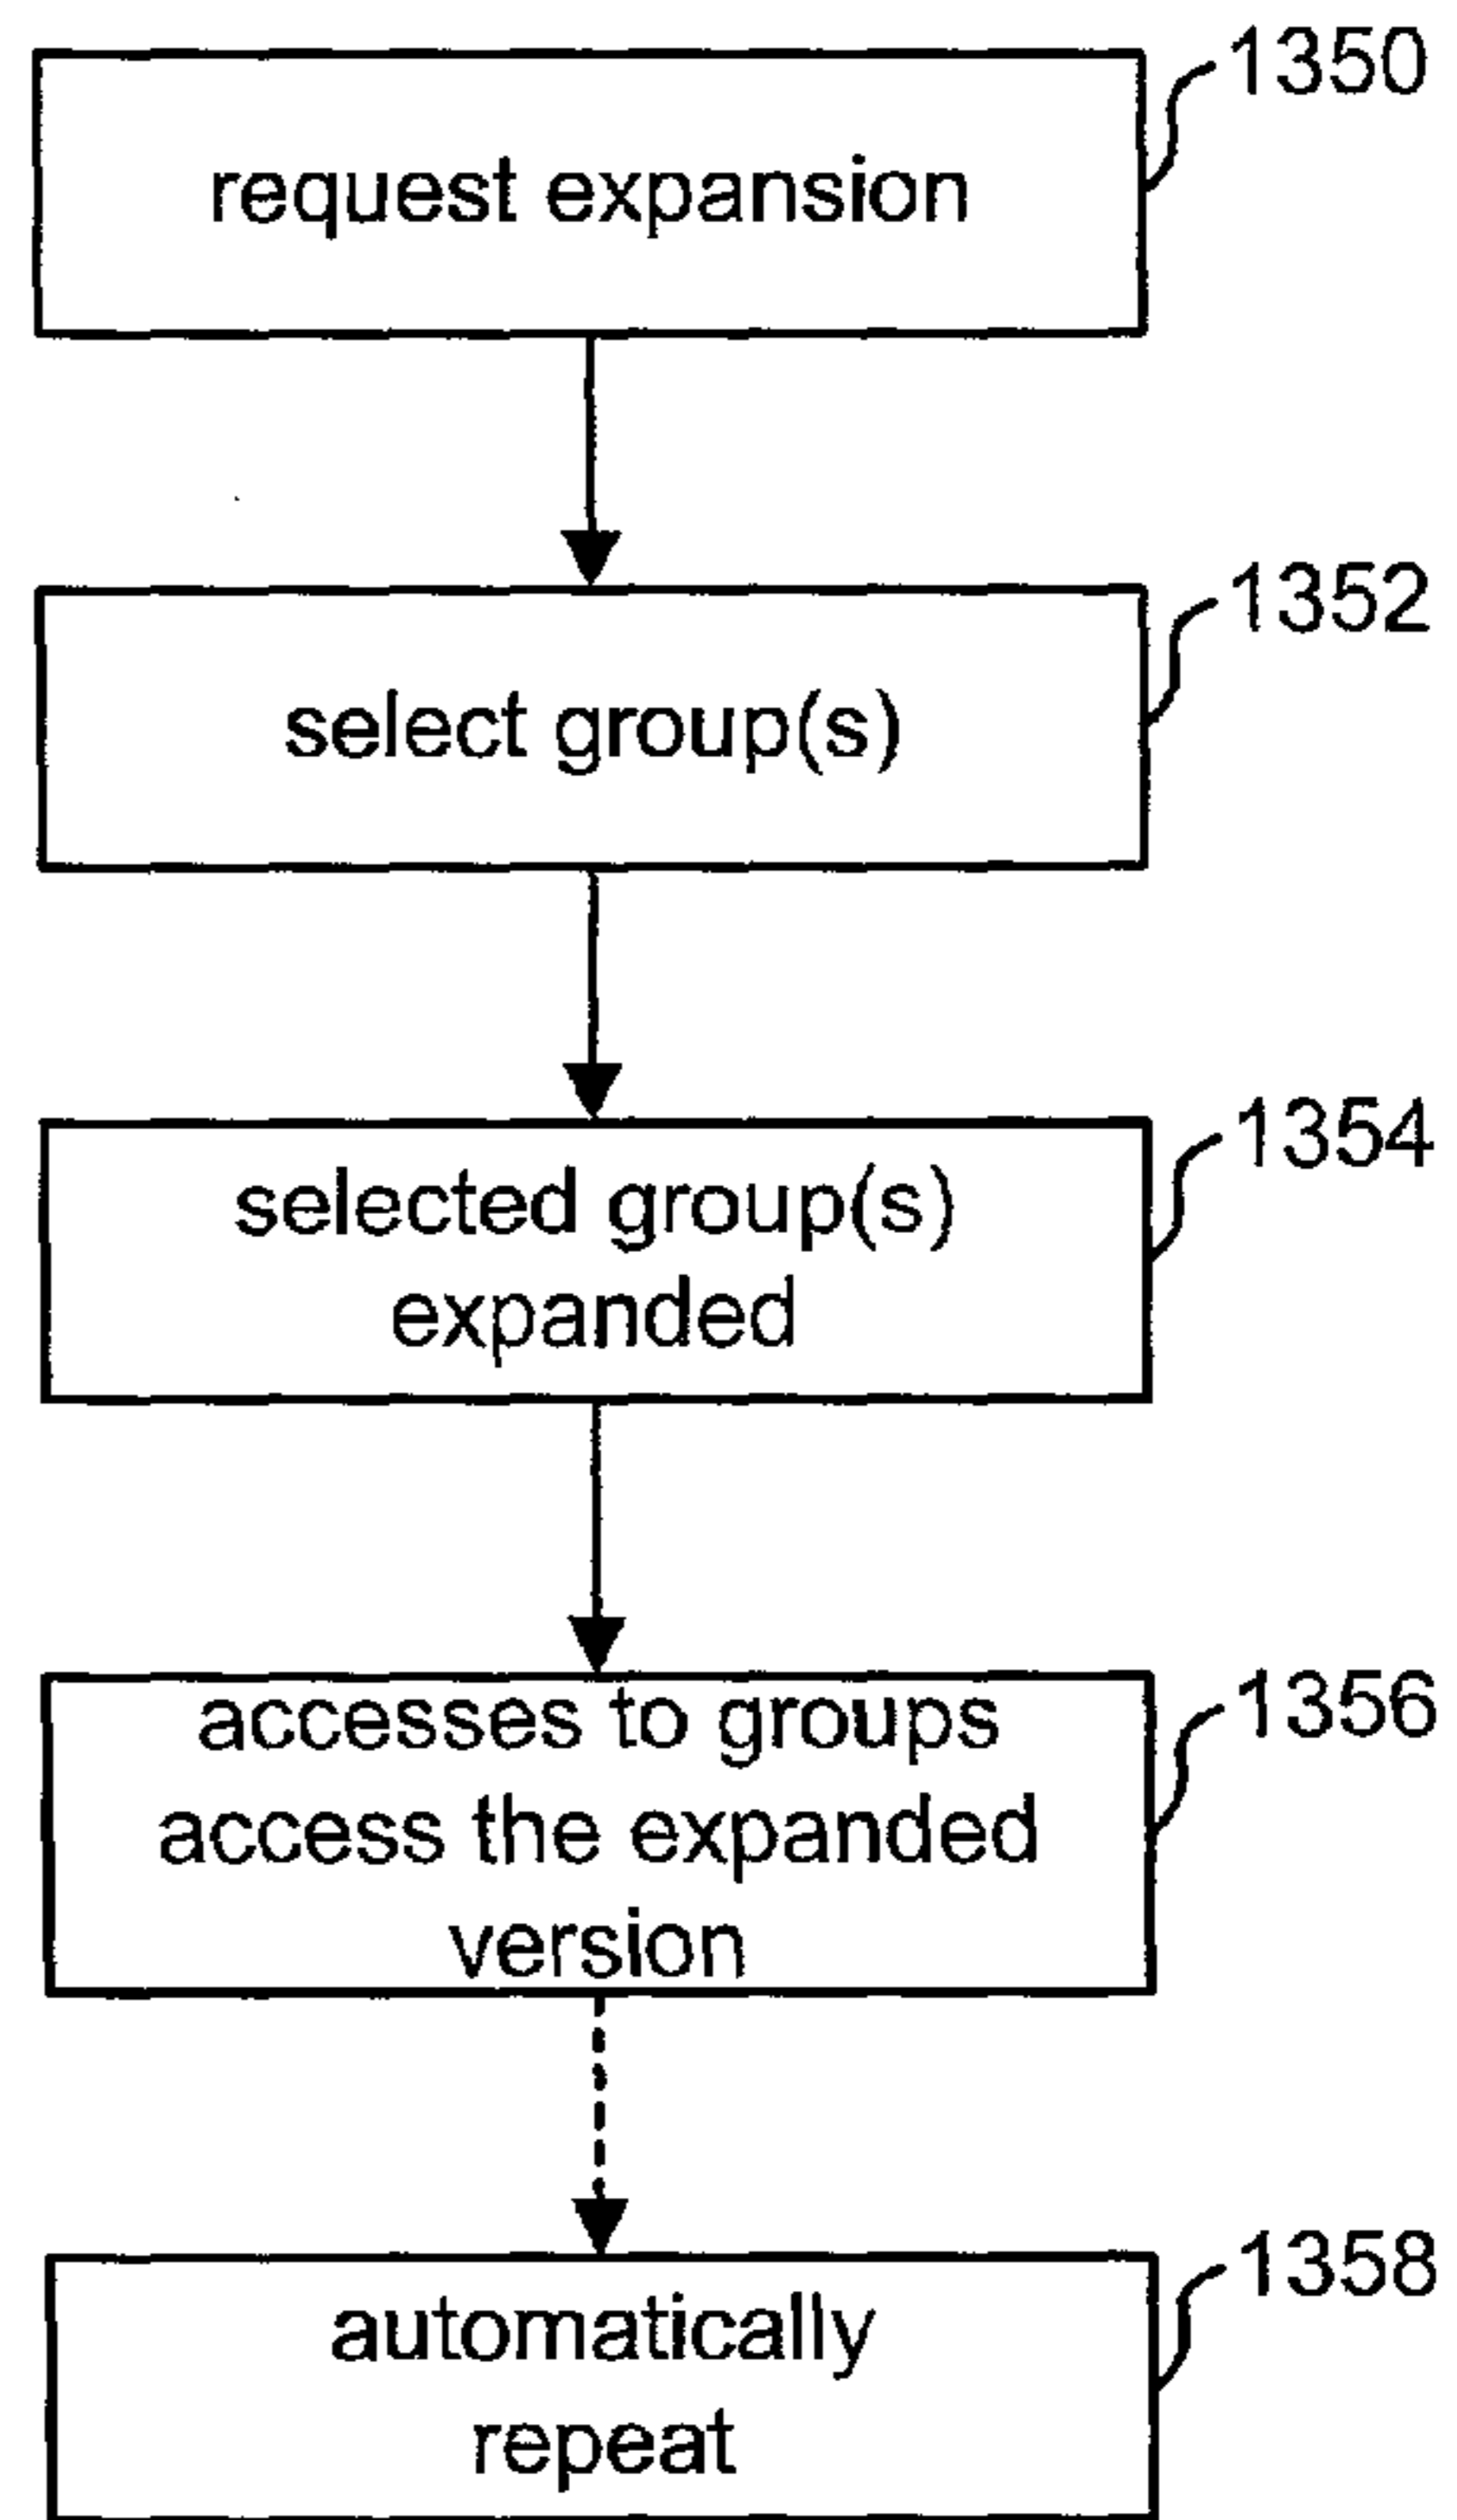 1350
request expansion
1352
select group(s)
1354
selected group(s)
expanded
1356
accesses to groups
access the expanded
version
1358
automatically
repeat